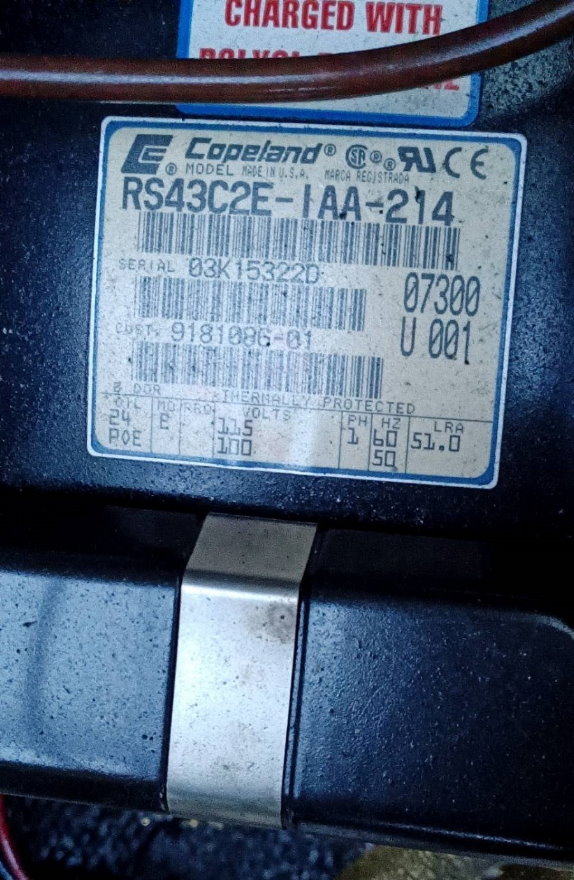 CHARGED WITH
Copeland® ® ®
® MODEL MADE IN U.S.A. MARCA REGISTRADA
RS43C2E-IAA-214
SERIAL 03K15322D
07300
CUST. 9181086-01
U 001
THERMALLY PROTECTED
OIL VOLTS PH HZ LRA
24 E 115 1 60 51.0
POE 100 50